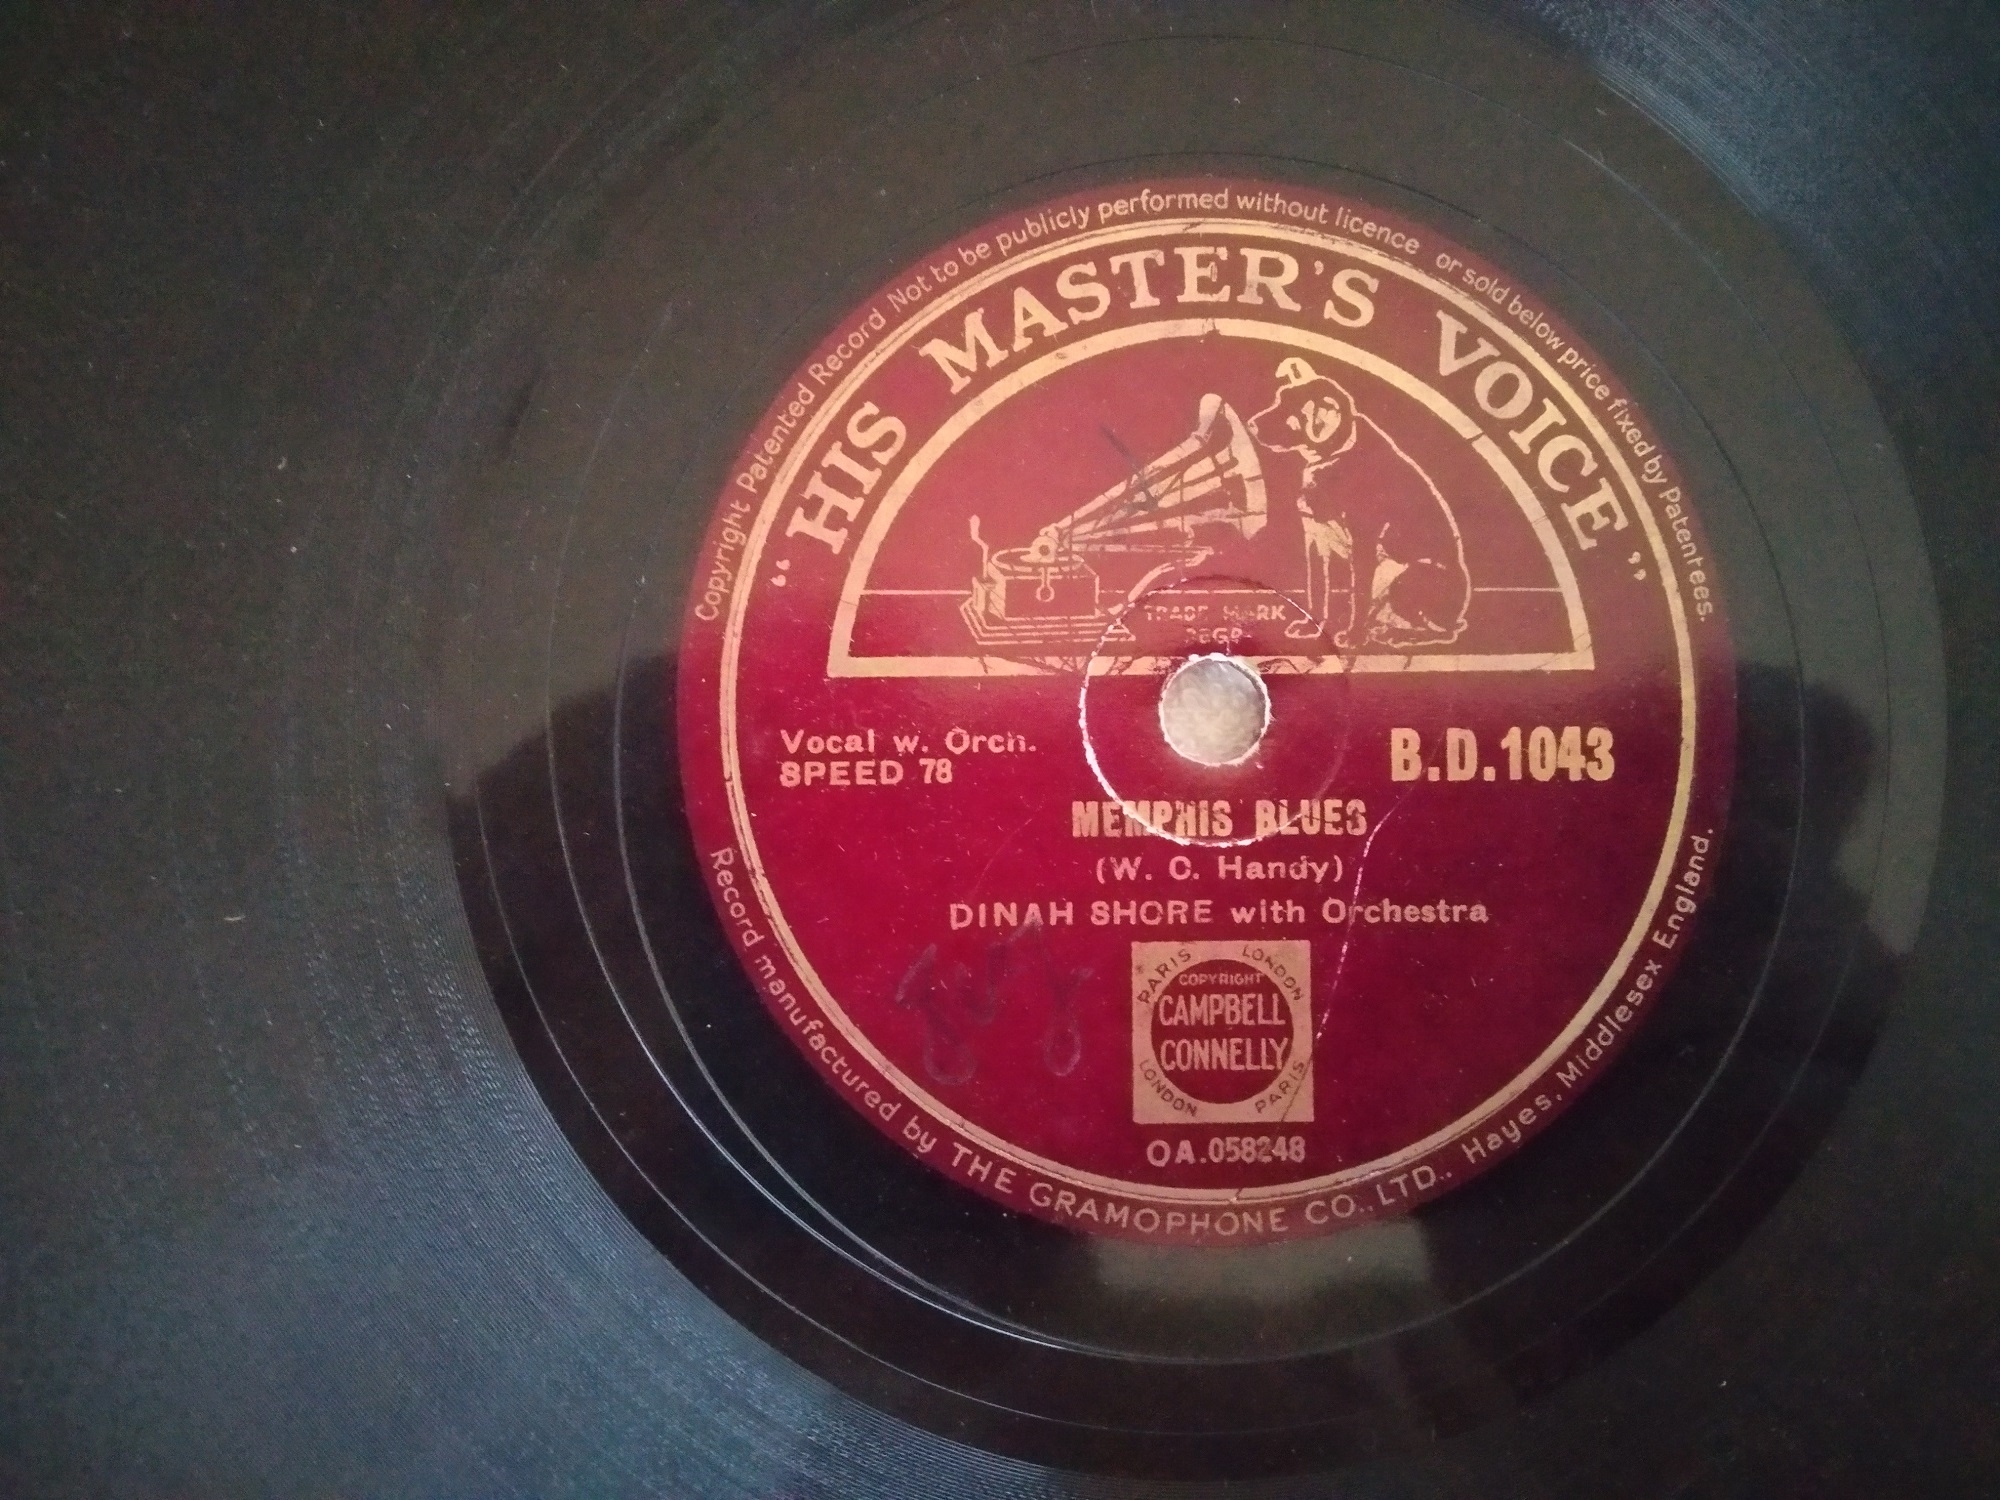 Copyright Patented Record Not to be publicly performed without licence or sold below price fixed by Patentees.
"HIS MASTER'S VOICE"
TRADE MARK
REGD
Vocal w. Orch.
SPEED 78
B.D.1043
MEMPHIS BLUES
(W. C. Handy)
DINAH SHORE with Orchestra
PARIS LONDON
COPYRIGHT
CAMPBELL
CONNELLY
LONDON PARIS
OA.058248
Record manufactured by THE GRAMOPHONE CO., LTD., Hayes, Middlesex England.